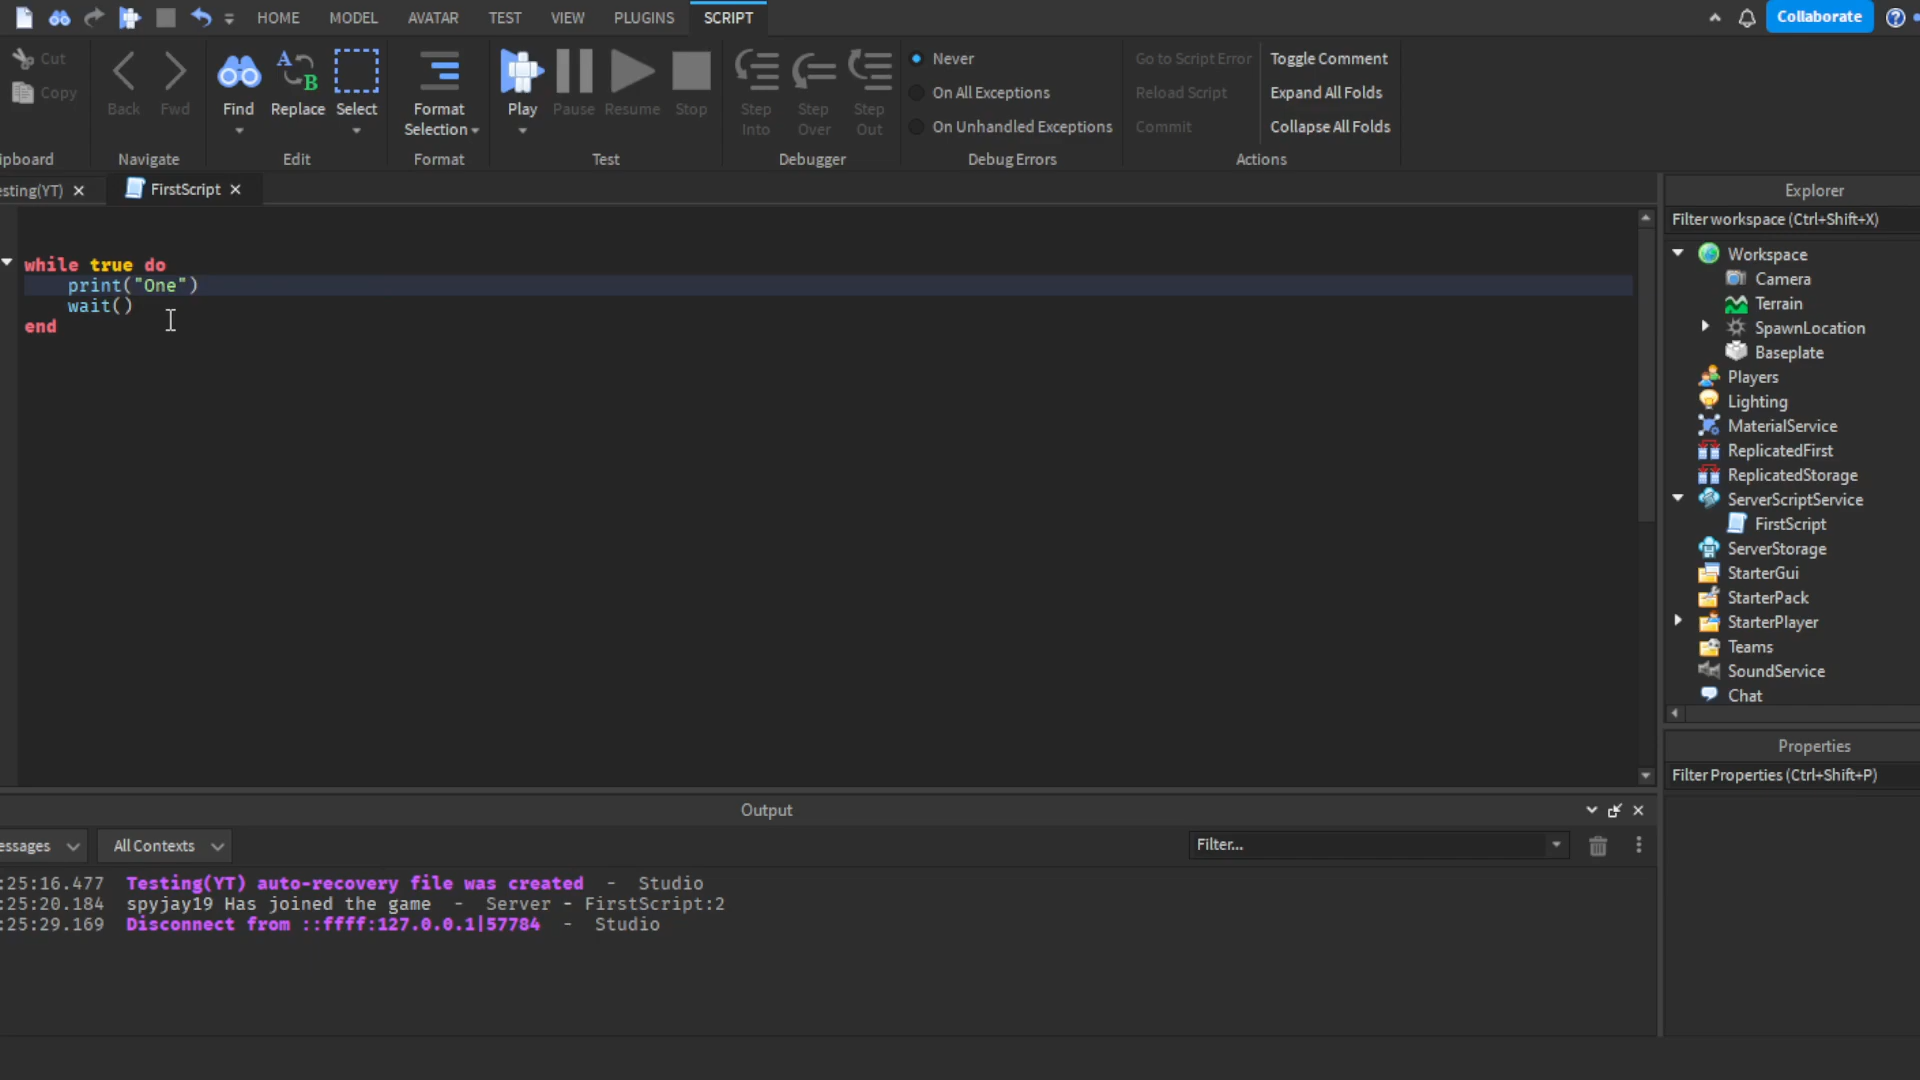 HOME MODEL AVATAR TEST VIEW PLUGINS SCRIPT Collaborate
Cut
Copy
Back Fwd
Find Replace Select
Format
Selection
Play Pause Resume Stop
Step Into
Step Over
Step Out
Never
On All Exceptions
On Unhandled Exceptions
Go to Script Error
Reload Script
Commit
Toggle Comment
Expand All Folds
Collapse All Folds
ipboard Navigate Edit Format Test Debugger Debug Errors Actions
esting(YT) FirstScript
while true do
print("One")
wait()
end
Explorer
Filter workspace (Ctrl+Shift+X)
Workspace
Camera
Terrain
SpawnLocation
Baseplate
Players
Lighting
MaterialService
ReplicatedFirst
ReplicatedStorage
ServerScriptService
FirstScript
ServerStorage
StarterGui
StarterPack
StarterPlayer
Teams
SoundService
Chat
Properties
Filter Properties (Ctrl+Shift+P)
Output
essages All Contexts Filter...
:25:16.477 Testing(YT) auto-recovery file was created - Studio
:25:20.184 spyjay19 Has joined the game - Server - FirstScript:2
:25:29.169 Disconnect from ::ffff:127.0.0.1|57784 - Studio